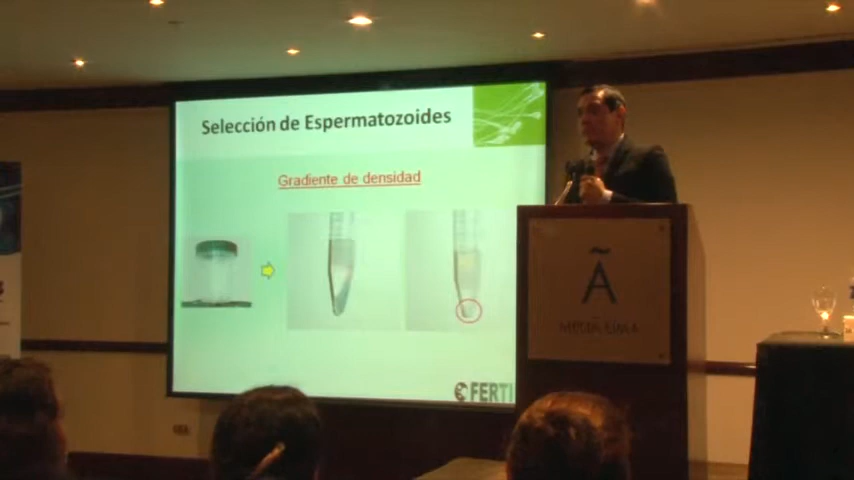 Selección de Espermatozoides
Gradiente de densidad
FERTI
Ã